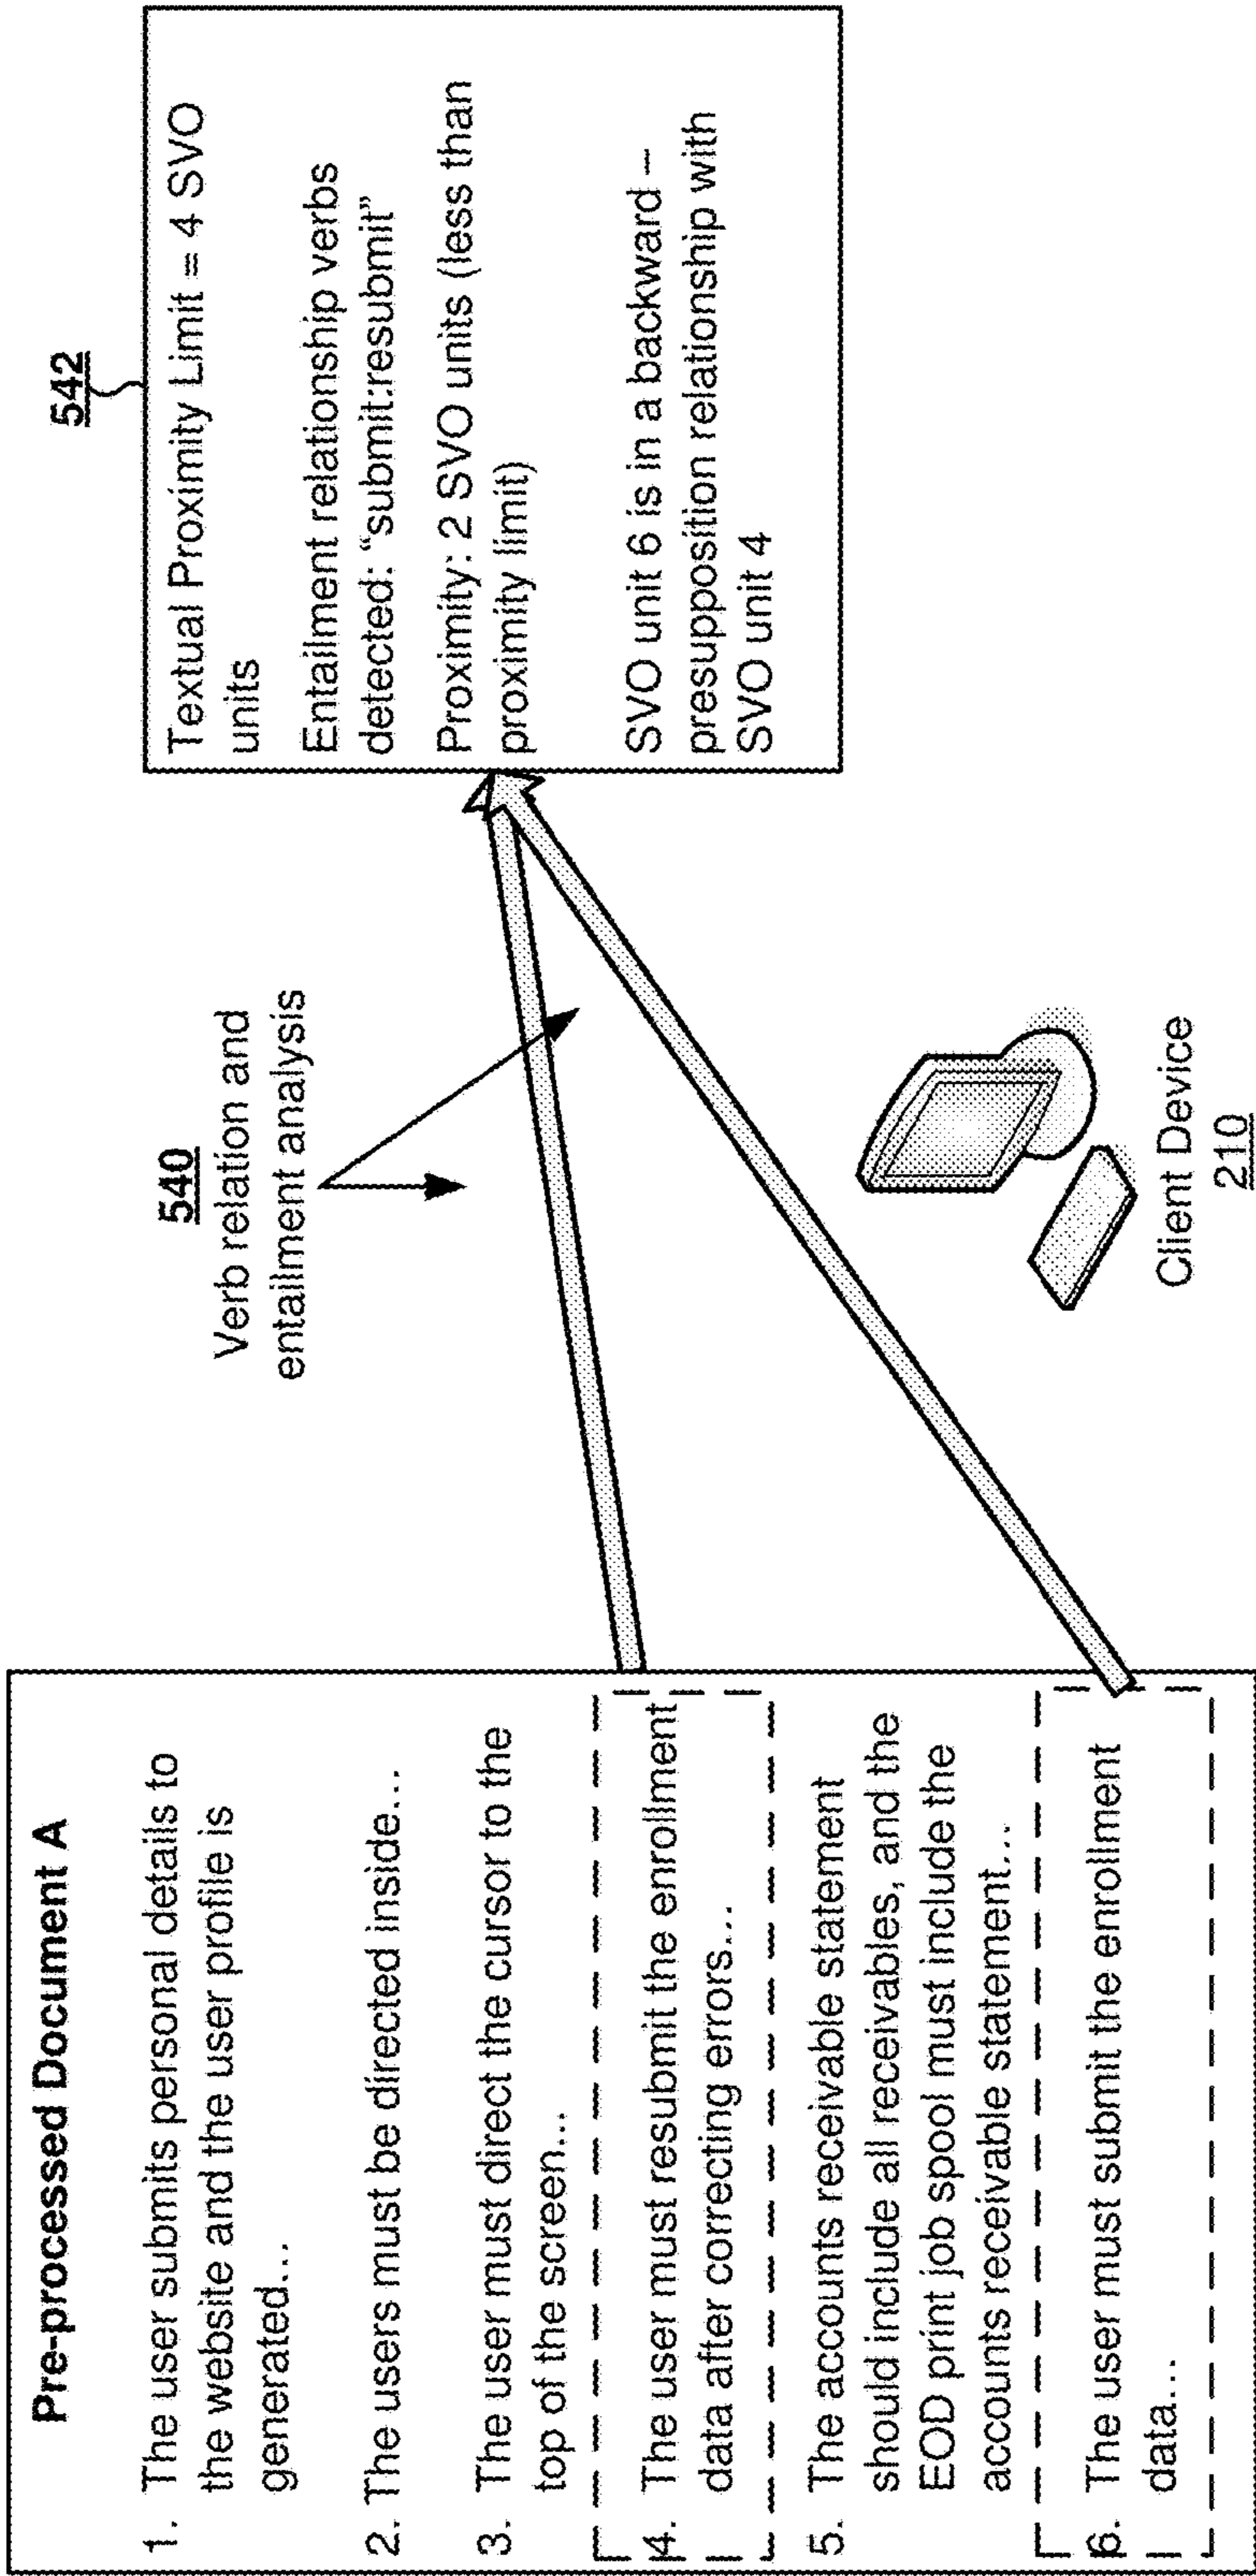 Pre-processed Document A
1. The user submits personal details to
the website and the user profile is
generated...
2. The users must be directed inside...
3. The user must direct the cursor to the
top of the screen...
4. The user must resubmit the enrollment
data after correcting errors...
5. The accounts receivable statement
should include all receivables, and the
EOD print job spool must include the
accounts receivable statement...
6. The user must submit the enrollment
data...
540
Verb relation and
entailment analysis
Client Device
210
542
Textual Proximity Limit = 4 SVO
units
Entailment relationship verbs
detected: “submit:resubmit”
Proximity: 2 SVO units (less than
proximity limit)
SVO unit 6 is in a backward –
presupposition relationship with
SVO unit 4